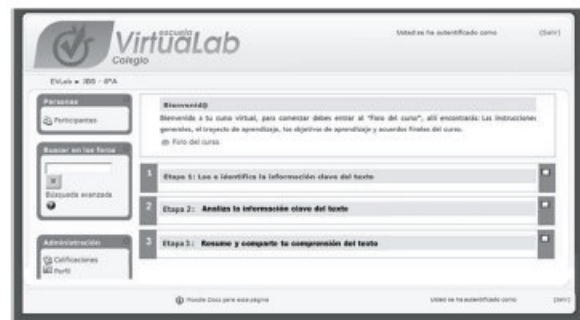 escuela
VirtuaLab
Colegio
Usted se ha autentificado como
(Salir)
EVLab ► JBG - 6ºA
Personas
Participantes
Buscar en los foros
Búsqueda avanzada
Administración
Calificaciones
Perfil
Bienvenid@
Bienvenido a tu curso virtual, para comenzar debes entrar al "Foro del curso", allí encontrarás: Las instrucciones
generales, el trayecto de aprendizaje, los objetivos de aprendizaje y acuerdos finales del curso.
Foro del curso
1
Etapa 1: Lee e identifica la información clave del texto
2
Etapa 2: Analiza la información clave del texto
3
Etapa 3: Resume y comparte tu comprensión del texto
Moodle Docs para esta página
Usted se ha autentificado como
(Salir)